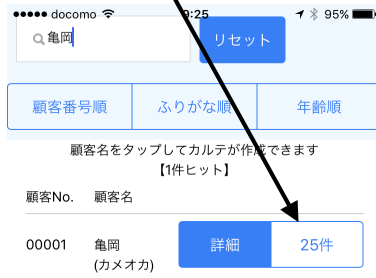 docomo 9:25 95%
亀岡 リセット
顧客番号順 ふりがな順 年齢順
顧客名をタップしてカルテが作成できます
【1件ヒット】
顧客No. 顧客名
00001 亀岡 詳細 25件
(カメオカ)